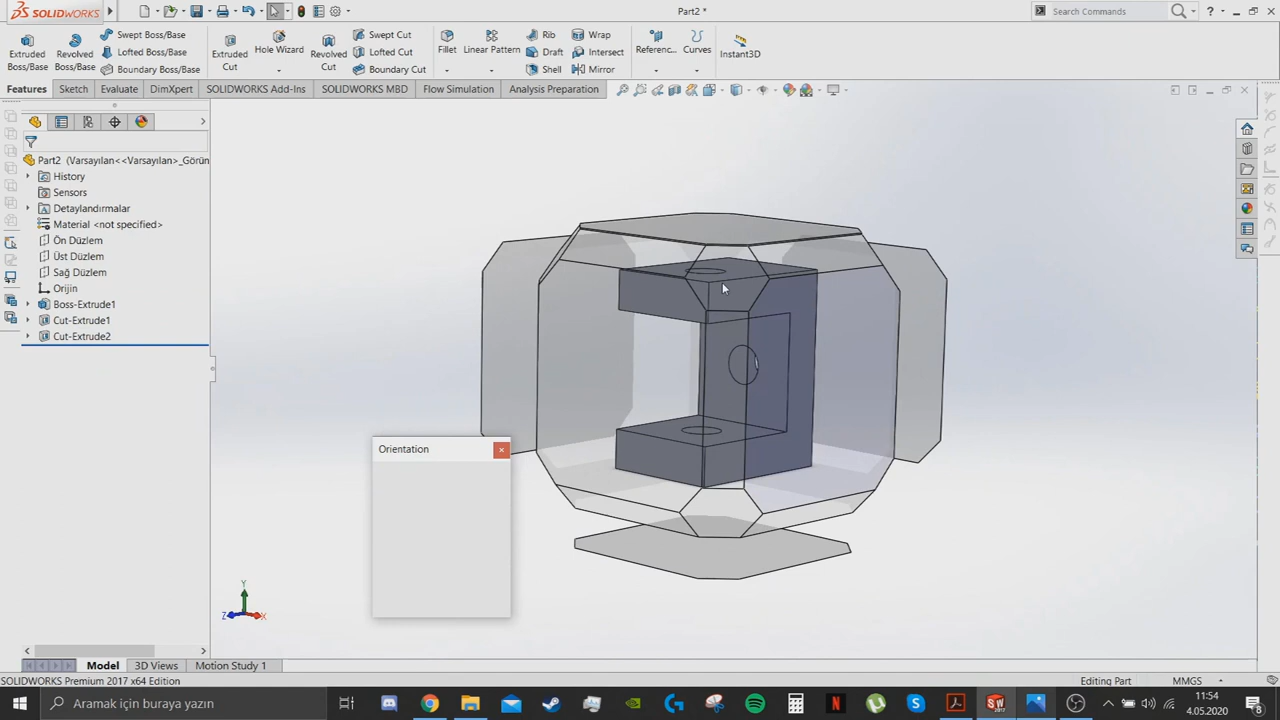 SOLIDWORKS
Part2 *
Search Commands
Extruded Boss/Base
Revolved Boss/Base
Swept Boss/Base
Lofted Boss/Base
Boundary Boss/Base
Extruded Cut
Hole Wizard
Revolved Cut
Swept Cut
Lofted Cut
Boundary Cut
Fillet
Linear Pattern
Rib
Draft
Shell
Wrap
Intersect
Mirror
Referenc...
Curves
Instant3D
Features
Sketch
Evaluate
DimXpert
SOLIDWORKS Add-Ins
SOLIDWORKS MBD
Flow Simulation
Analysis Preparation
Part2 (Varsayılan<<Varsayılan>_Görün
History
Sensors
Detaylandırmalar
Material <not specified>
Ön Düzlem
Üst Düzlem
Sağ Düzlem
Orijin
Boss-Extrude1
Cut-Extrude1
Cut-Extrude2
Orientation
Y
Z
X
Model
3D Views
Motion Study 1
SOLIDWORKS Premium 2017 x64 Edition
Editing Part
MMGS
Aramak için buraya yazın
11:54
4.05.2020
8